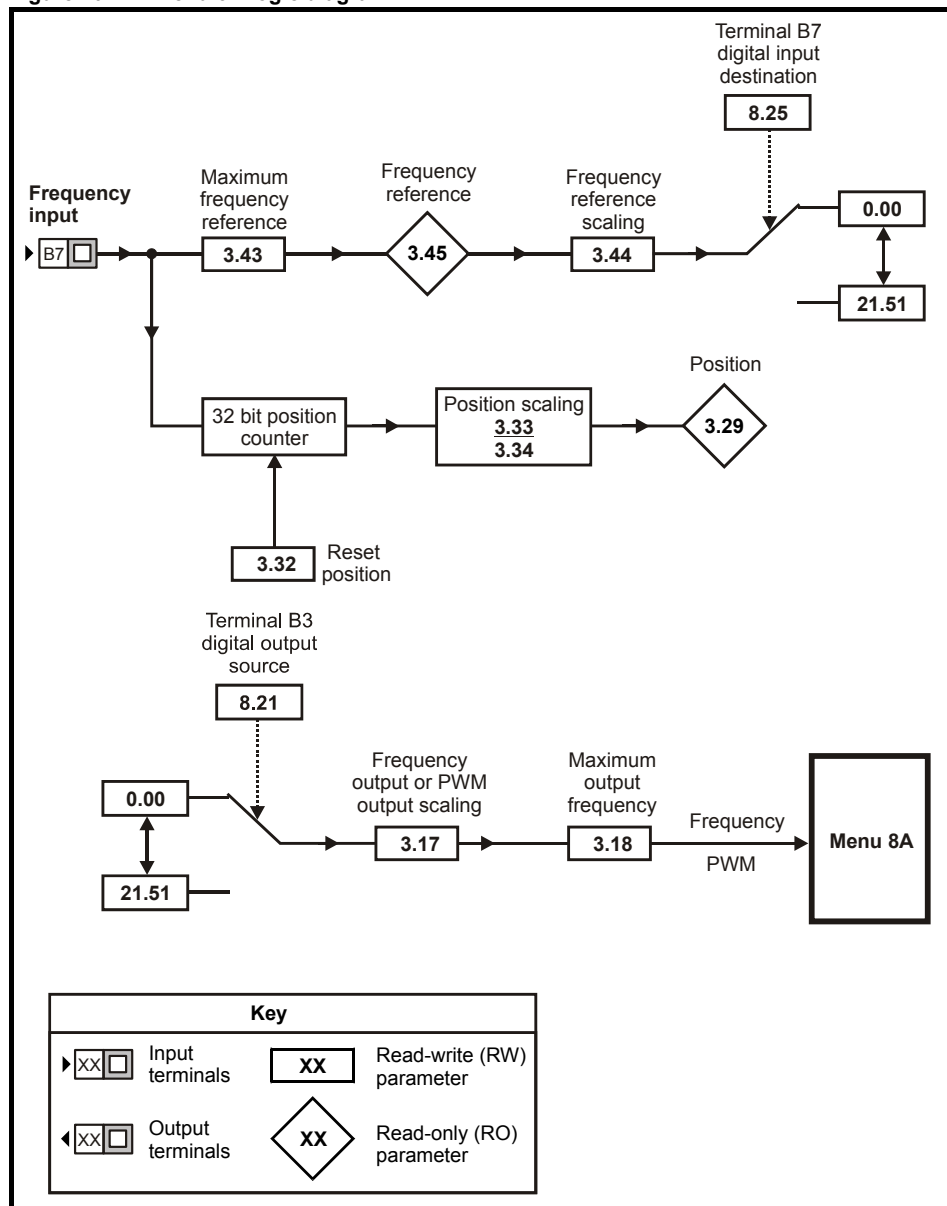 Terminal B7
digital input
destination
8.25
Frequency
input
B7
Maximum
frequency
reference
3.43
Frequency
reference
3.45
Frequency
reference
scaling
3.44
0.00
21.51
32 bit position
counter
Position scaling
3.33
3.34
Position
3.29
3.32
Reset
position
Terminal B3
digital output
source
8.21
0.00
21.51
Frequency
output or PWM
output scaling
3.17
Maximum
output
frequency
3.18
Frequency
PWM
Menu 8A
Key
XX
Input
terminals
XX
Read-write (RW)
parameter
XX
Output
terminals
XX
Read-only (RO)
parameter